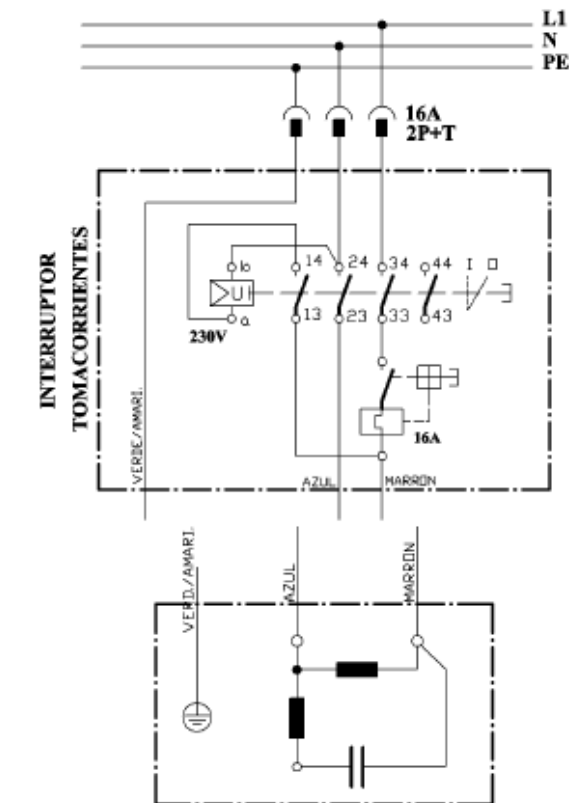 L1
N
PE
16A
2P+T
INTERRUPTOR
TOMACORRIENTES
b
14
24
34
44
I O
U
a
13
23
33
43
230V
16A
VERDE/AMARI.
AZUL
MARRON
VERD./AMARI.
AZUL
MARRON